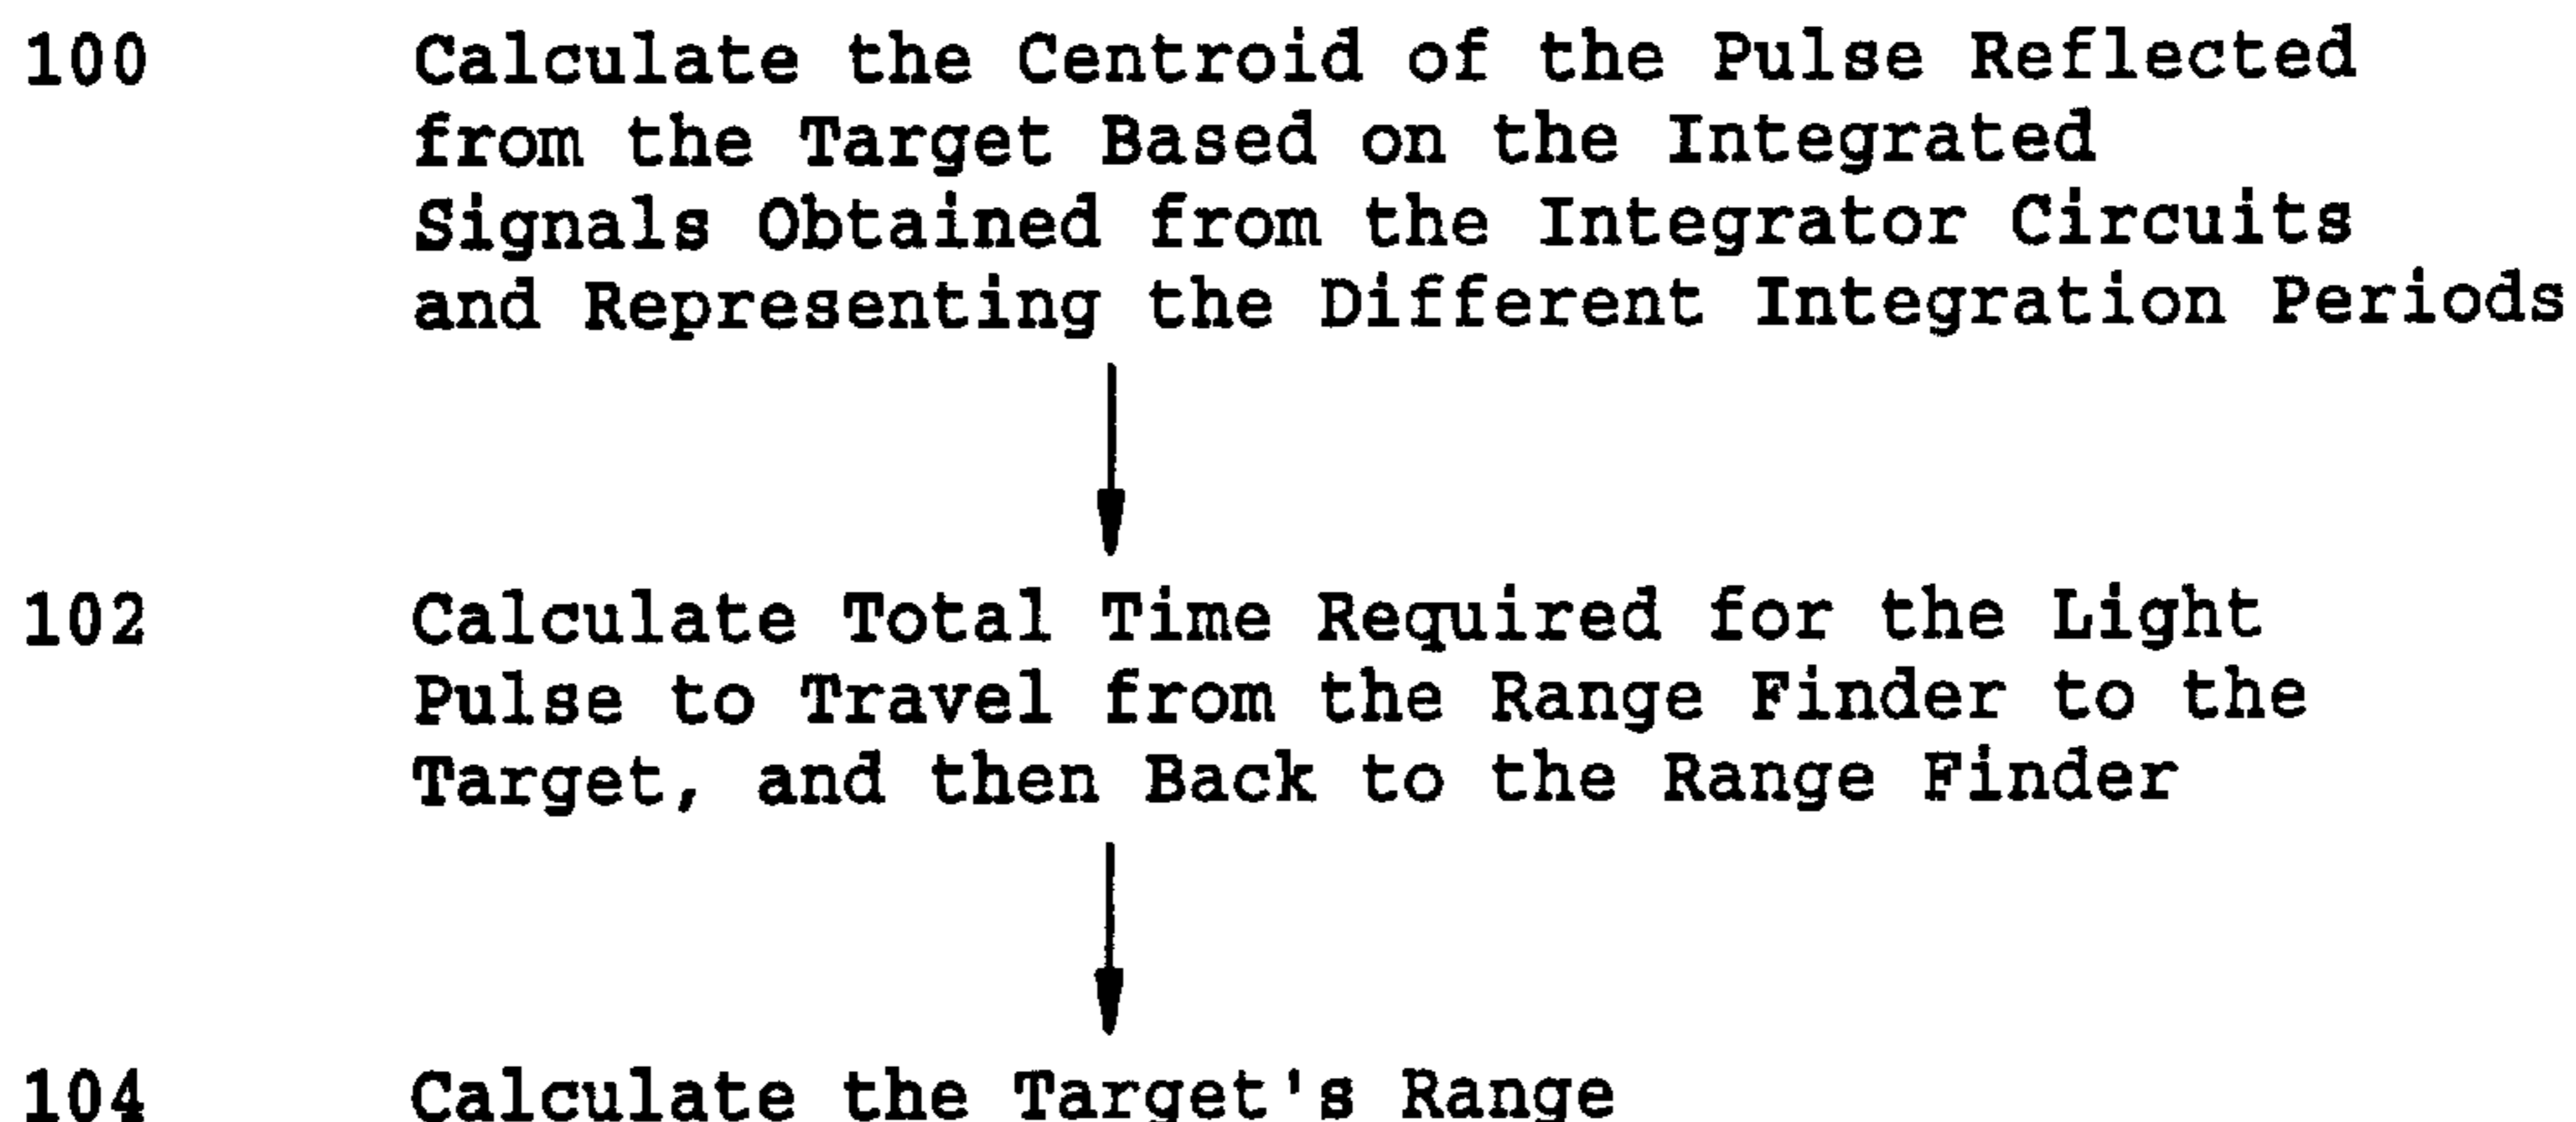 100 Calculate the Centroid of the Pulse Reflected
from the Target Based on the Integrated
Signals Obtained from the Integrator Circuits
and Representing the Different Integration Periods
102 Calculate Total Time Required for the Light
Pulse to Travel from the Range Finder to the
Target, and then Back to the Range Finder
104 Calculate the Target's Range